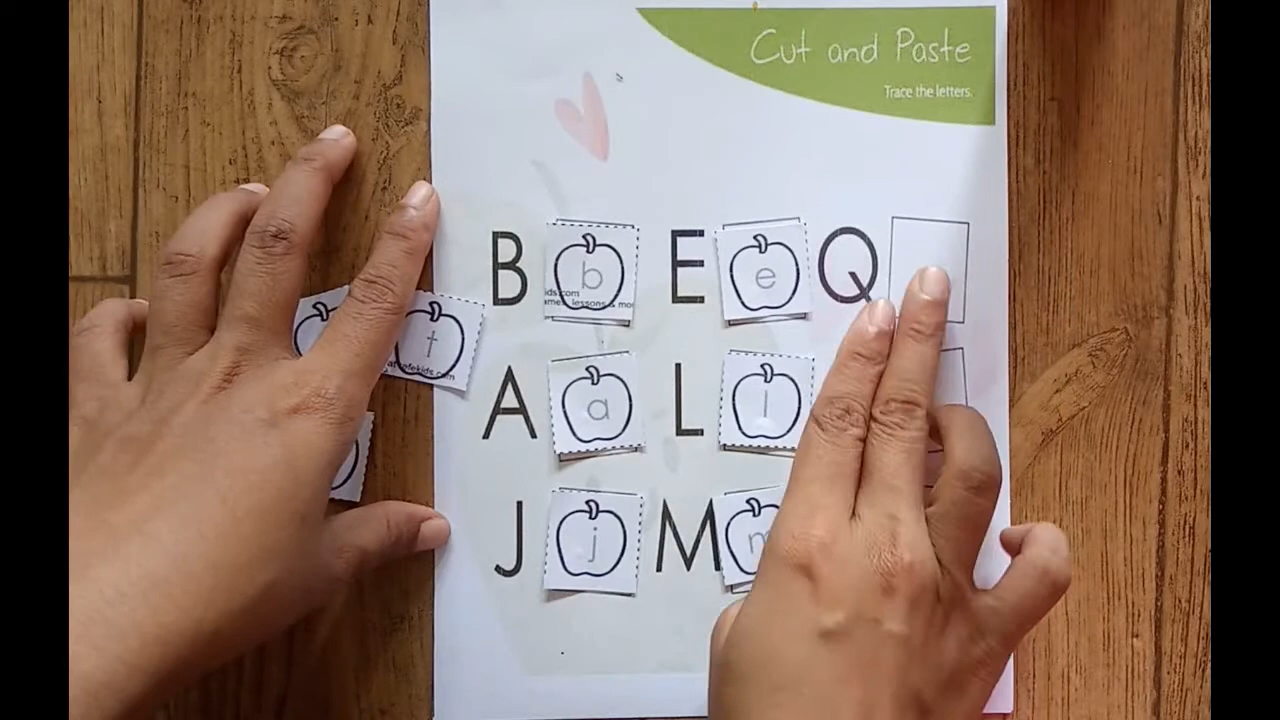 Cut and Paste
Trace the letters.
B b E e Q
t
A a L l
J j M m